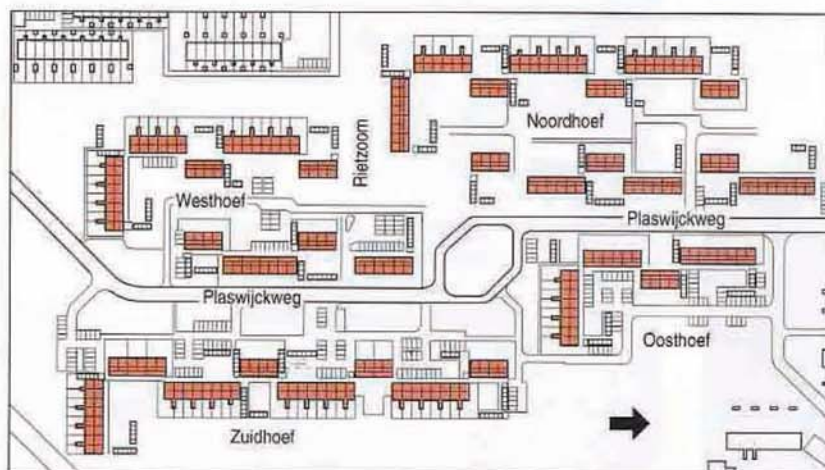 Noordhoef
Rietzoom
Westhoef
Plaswijckweg
Plaswijckweg
Oosthoef
Zuidhoef